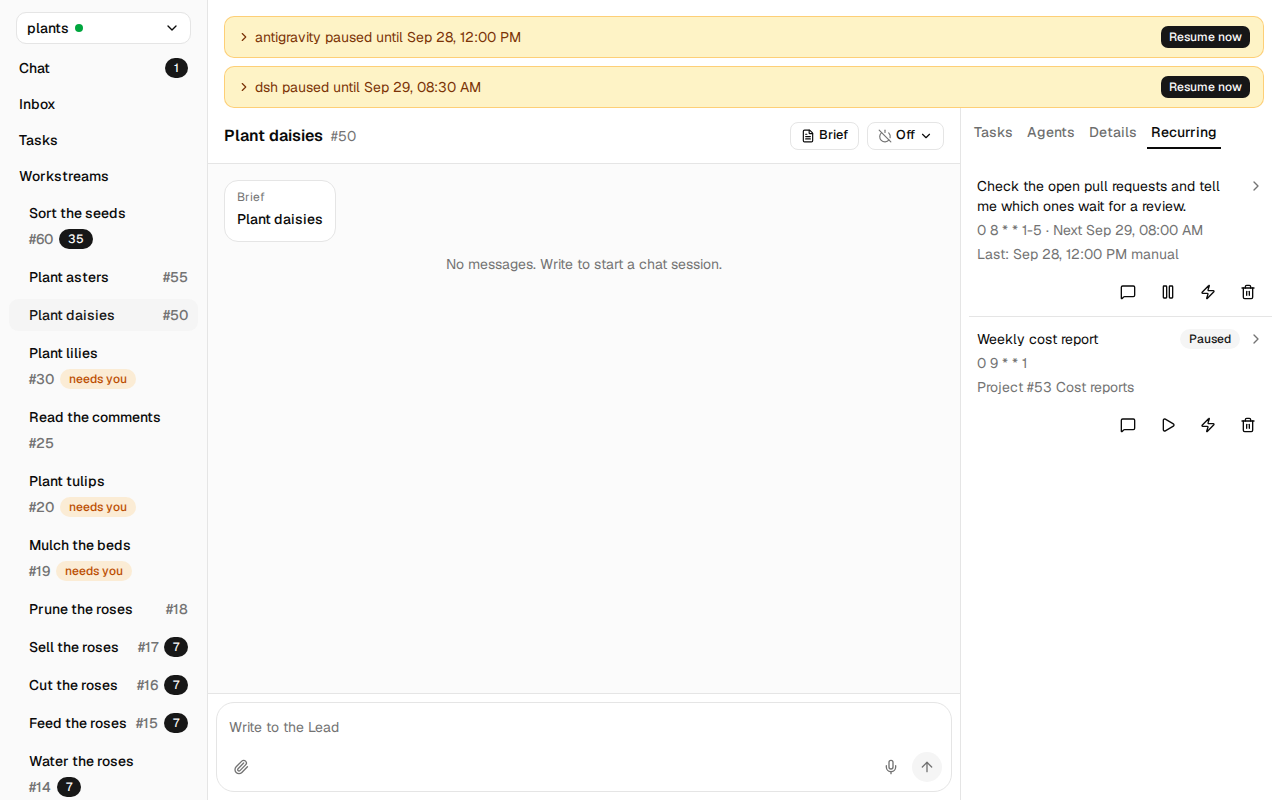 plants
Chat 1
Inbox
Tasks
Workstreams
Sort the seeds
#60 35
Plant asters #55
Plant daisies #50
Plant lilies
#30 needs you
Read the comments
#25
Plant tulips
#20 needs you
Mulch the beds
#19 needs you
Prune the roses #18
Sell the roses #17 7
Cut the roses #16 7
Feed the roses #15 7
Water the roses
#14 7
antigravity paused until Sep 28, 12:00 PM Resume now
dsh paused until Sep 29, 08:30 AM Resume now
Plant daisies #50 Brief Off
Brief
Plant daisies
No messages. Write to start a chat session.
Write to the Lead
Tasks Agents Details Recurring
Check the open pull requests and tell
me which ones wait for a review.
0 8 * * 1-5 · Next Sep 29, 08:00 AM
Last: Sep 28, 12:00 PM manual
Weekly cost report Paused
0 9 * * 1
Project #53 Cost reports